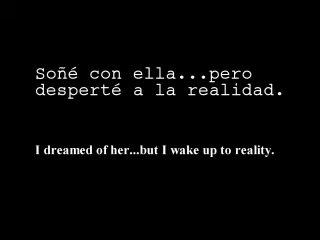 Soñé con ella...pero
desperté a la realidad.
I dreamed of her...but I wake up to reality.